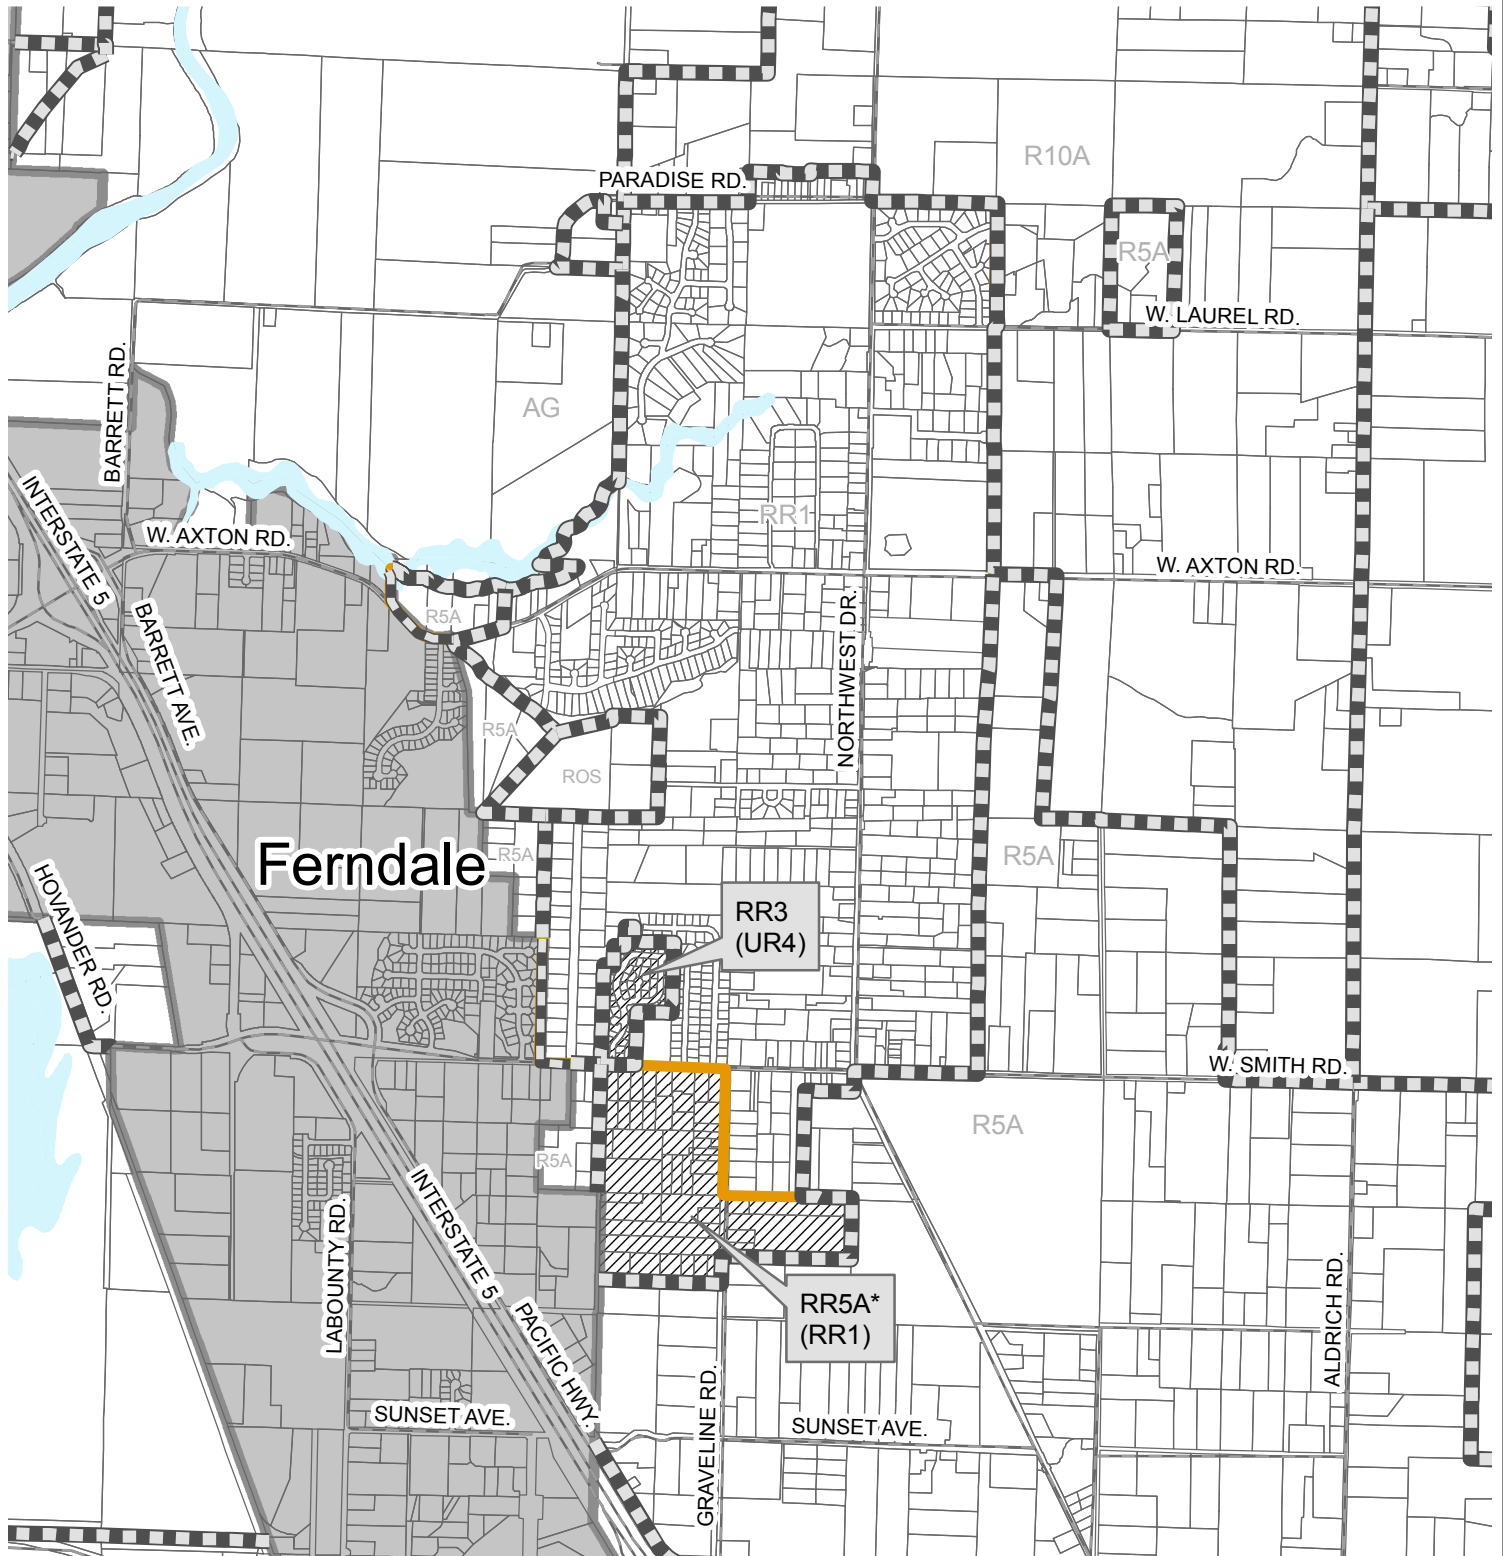 R10A
PARADISE RD.
R5A
W. LAUREL RD.
BARRETT RD.
AG
INTERSTATE 5
RR1
W. AXTON RD.
W. AXTON RD.
R5A
BARRETT AVE.
NORTHWEST DR.
R5A
ROS
Ferndale
R5A
R5A
HOVANDER RD.
RR3
(UR4)
W. SMITH RD.
R5A
R5A
INTERSTATE 5
LABOUNTY RD.
RR5A*
(RR1)
ALDRICH RD.
PACIFIC HWY.
GRAVELINE RD.
SUNSET AVE.
SUNSET AVE.